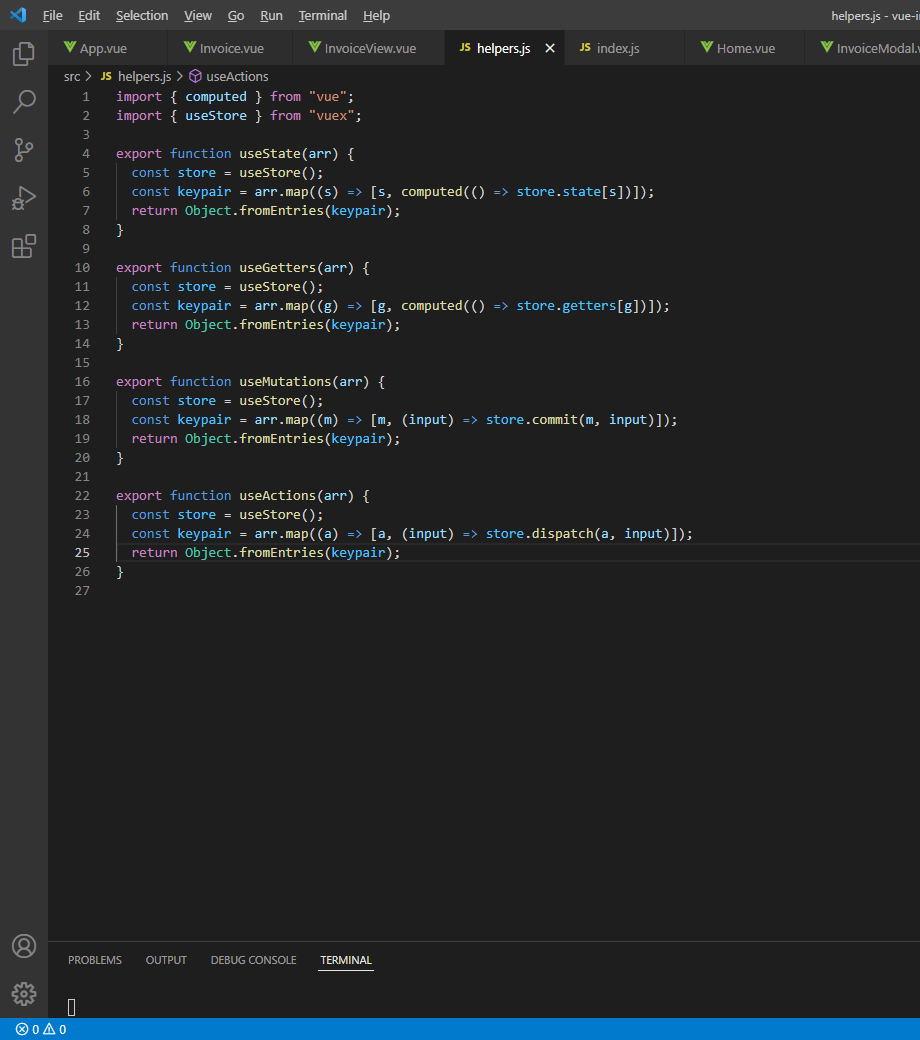 File Edit Selection View Go Run Terminal Help helpers.js - vue-i
App.vue Invoice.vue InvoiceView.vue JS helpers.js JS index.js Home.vue InvoiceModal.v
src > JS helpers.js > useActions
1 import { computed } from "vue";
2 import { useStore } from "vuex";
3
4 export function useState(arr) {
5 const store = useStore();
6 const keypair = arr.map((s) => [s, computed(() => store.state[s])]);
7 return Object.fromEntries(keypair);
8 }
9
10 export function useGetters(arr) {
11 const store = useStore();
12 const keypair = arr.map((g) => [g, computed(() => store.getters[g])]);
13 return Object.fromEntries(keypair);
14 }
15
16 export function useMutations(arr) {
17 const store = useStore();
18 const keypair = arr.map((m) => [m, (input) => store.commit(m, input)]);
19 return Object.fromEntries(keypair);
20 }
21
22 export function useActions(arr) {
23 const store = useStore();
24 const keypair = arr.map((a) => [a, (input) => store.dispatch(a, input)]);
25 return Object.fromEntries(keypair);
26 }
27
PROBLEMS OUTPUT DEBUG CONSOLE TERMINAL
0 0